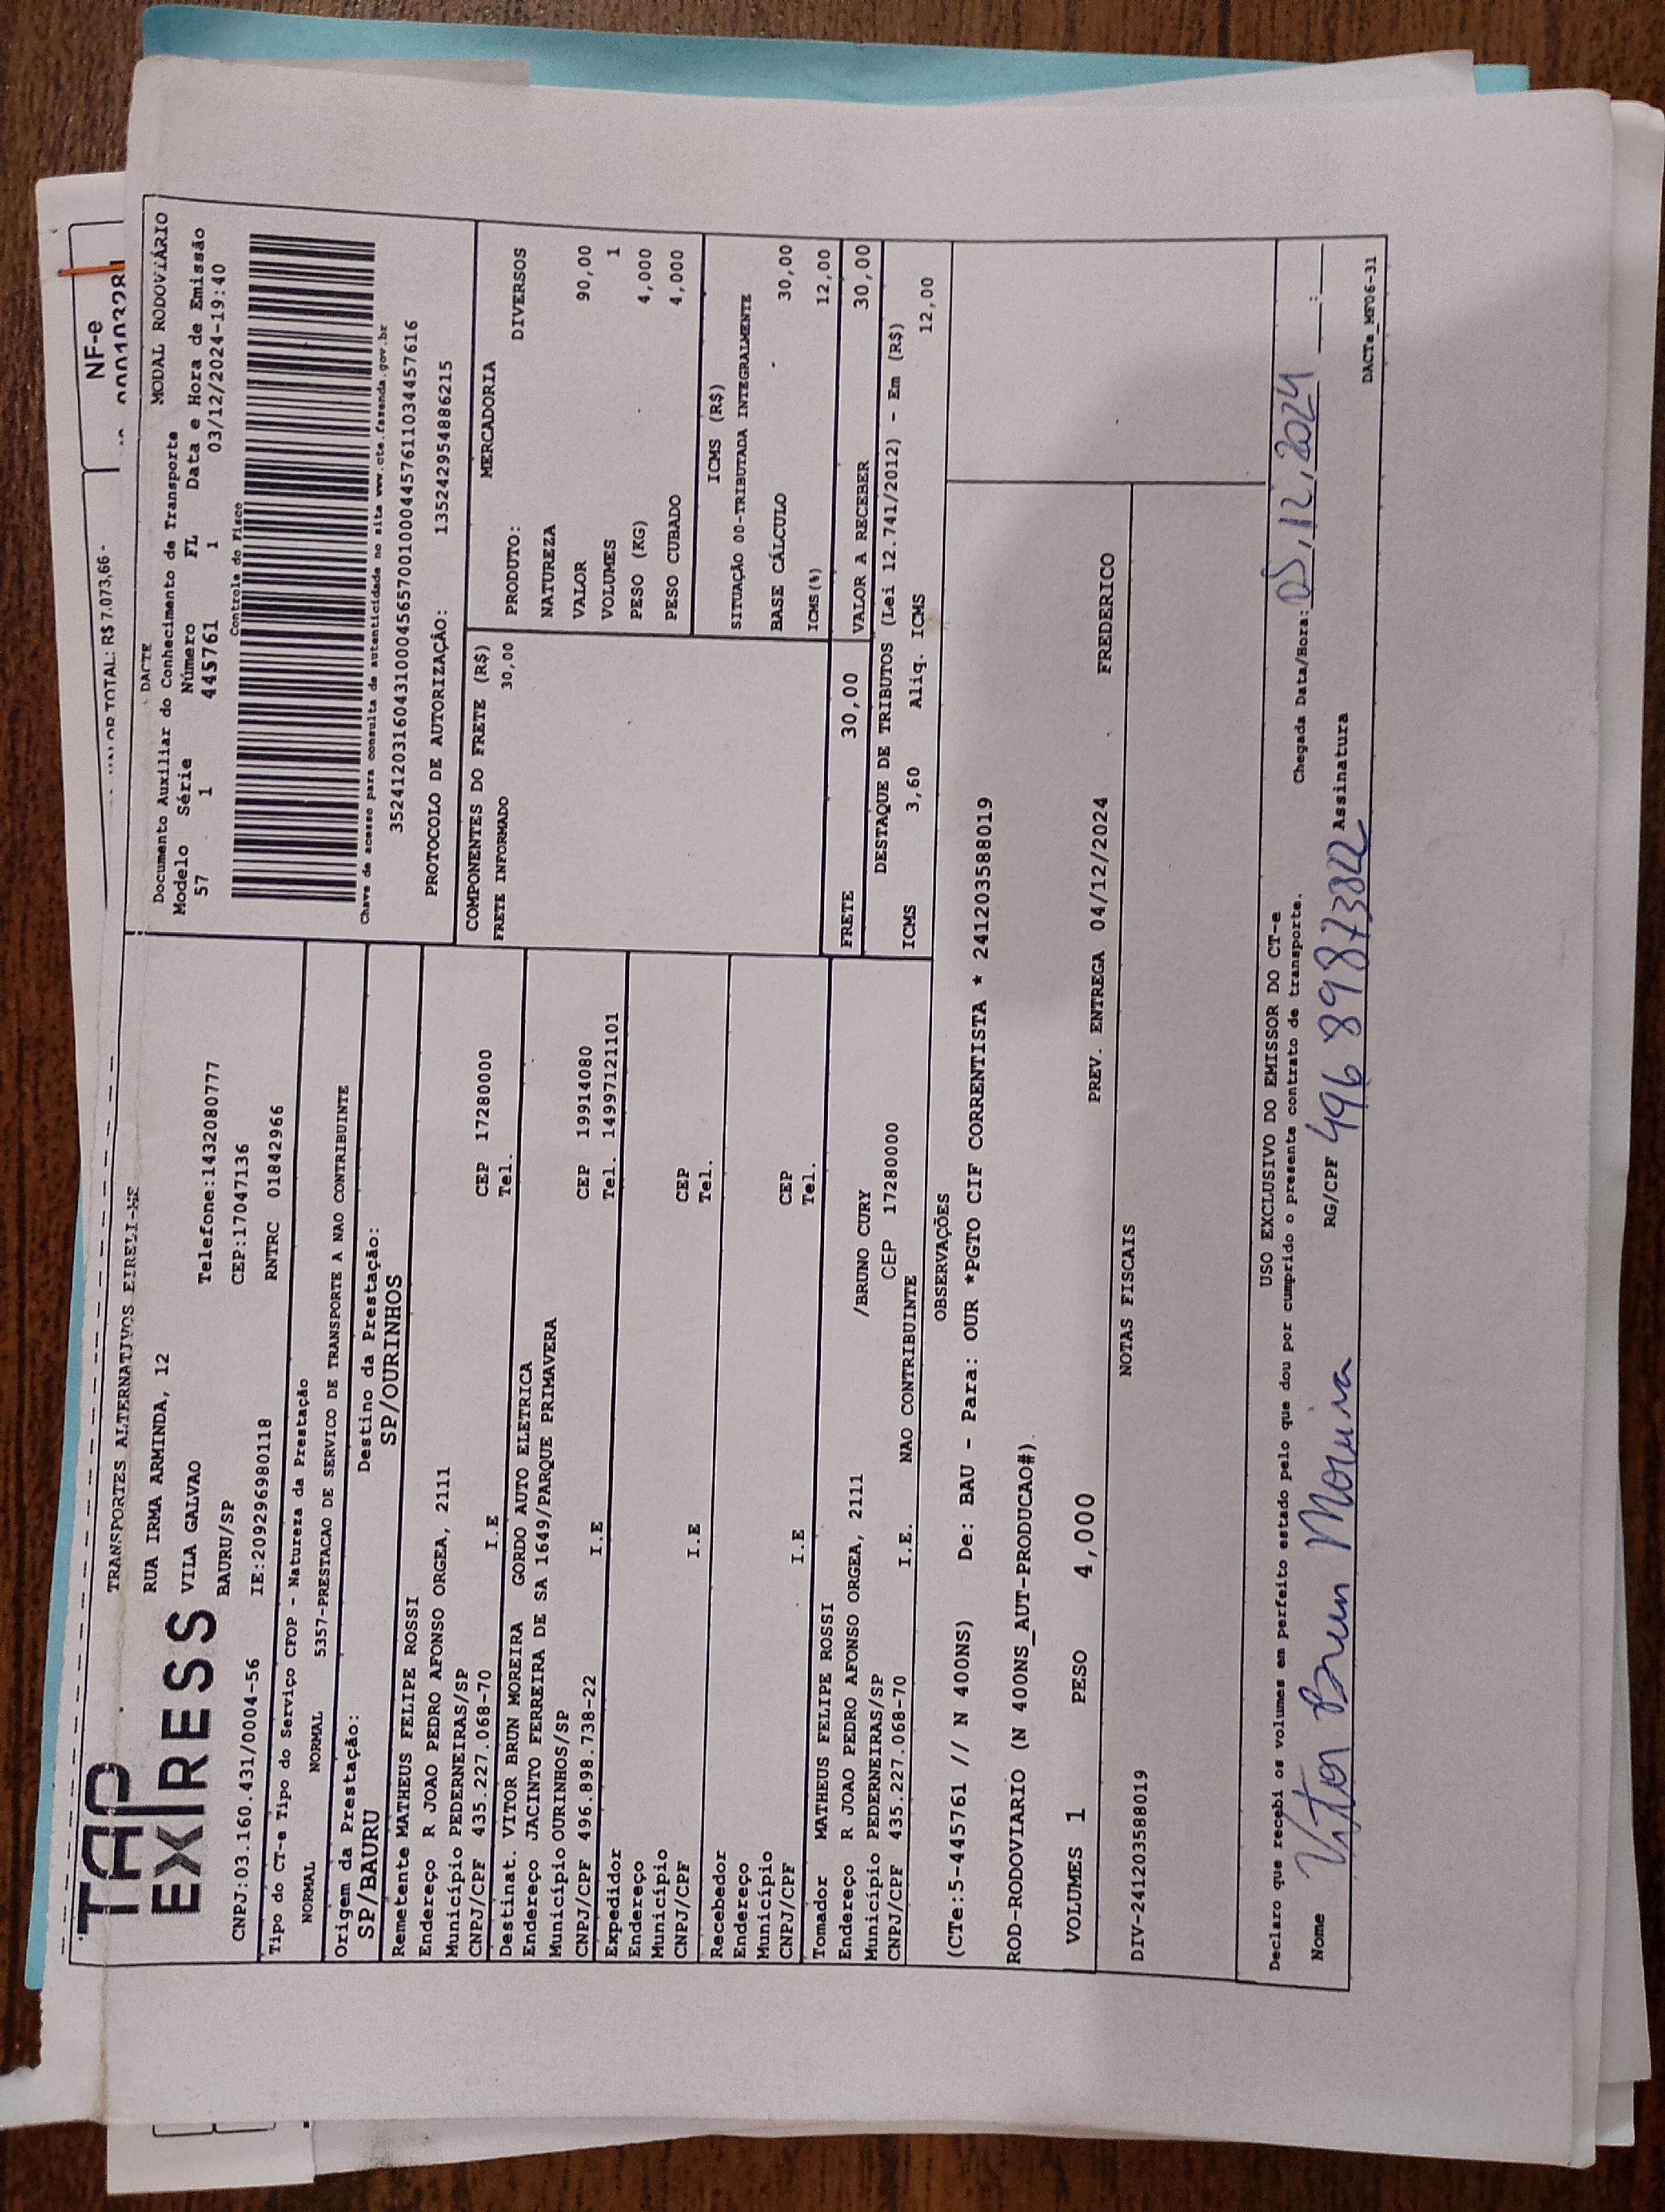 NF-e
VALOR TOTAL: R$ 7.073,66 -
TAP
EXPRESS
TRANSPORTES ALTERNATIVOS EIRELI-ME
RUA IRMA ARMINDA, 12
VILA GALVAO Telefone:1432080777
BAURU/SP CEP:17047136
CNPJ:03.160.431/0004-56 IE:209296980118 RNTRC 01842966
DACTE MODAL RODOVIÁRIO
Documento Auxiliar do Conhecimento de Transporte
Modelo Série Número FL Data e Hora de Emissão
57 1 445761 1 03/12/2024-19:40
Controle do Fisco
Chave de acesso para consulta de autenticidade no site www.cte.fazenda.gov.br
35241203160431000456570010004457611034457616
PROTOCOLO DE AUTORIZAÇÃO: 135242954886215
Tipo do CT-e Tipo do Serviço CFOP - Natureza da Prestação
NORMAL NORMAL 5357-PRESTACAO DE SERVICO DE TRANSPORTE A NAO CONTRIBUINTE
Origem da Prestação: Destino da Prestação:
SP/BAURU SP/OURINHOS
Remetente MATHEUS FELIPE ROSSI
Endereço R JOAO PEDRO AFONSO ORGEA, 2111
Município PEDERNEIRAS/SP CEP 17280000
CNPJ/CPF 435.227.068-70 I.E Tel.
Destinat. VITOR BRUN MOREIRA GORDO AUTO ELETRICA
Endereço JACINTO FERREIRA DE SA 1649/PARQUE PRIMAVERA
Município OURINHOS/SP CEP 19914080
CNPJ/CPF 496.898.738-22 I.E Tel. 14997121101
Expedidor
Endereço
Município CEP
CNPJ/CPF I.E Tel.
Recebedor
Endereço
Município CEP
CNPJ/CPF I.E Tel.
Tomador MATHEUS FELIPE ROSSI
Endereço R JOAO PEDRO AFONSO ORGEA, 2111 /BRUNO CURY
Município PEDERNEIRAS/SP CEP 17280000
CNPJ/CPF 435.227.068-70 I.E. NAO CONTRIBUINTE
COMPONENTES DO FRETE (R$)
FRETE INFORMADO 30,00
MERCADORIA
PRODUTO: DIVERSOS
NATUREZA
VALOR 90,00
VOLUMES 1
PESO (KG) 4,000
PESO CUBADO 4,000
ICMS (R$)
SITUAÇÃO 00-TRIBUTADA INTEGRALMENTE
BASE CÁLCULO 30,00
ICMS(%) 12,00
FRETE 30,00 VALOR A RECEBER 30,00
DESTAQUE DE TRIBUTOS (Lei 12.741/2012) - Em (R$)
ICMS 3,60 Aliq. ICMS 12,00
OBSERVAÇÕES
(CTe:5-445761 // N 400NS) De: BAU - Para: OUR *PGTO CIF CORRENTISTA * 241203588019
ROD-RODOVIARIO (N 400NS_AUT-PRODUCAO#).
VOLUMES 1 PESO 4,000 PREV. ENTREGA 04/12/2024 FREDERICO
NOTAS FISCAIS
DIV-241203588019
USO EXCLUSIVO DO EMISSOR DO CT-e
Declaro que recebi os volumes em perfeito estado pelo que dou por cumprido o presente contrato de transporte. Chegada Data/Hora: 05,12,2024 ___:___
Nome Vitor Brun Moreira RG/CPF 49689873822 Assinatura
DACTe_MF06-31